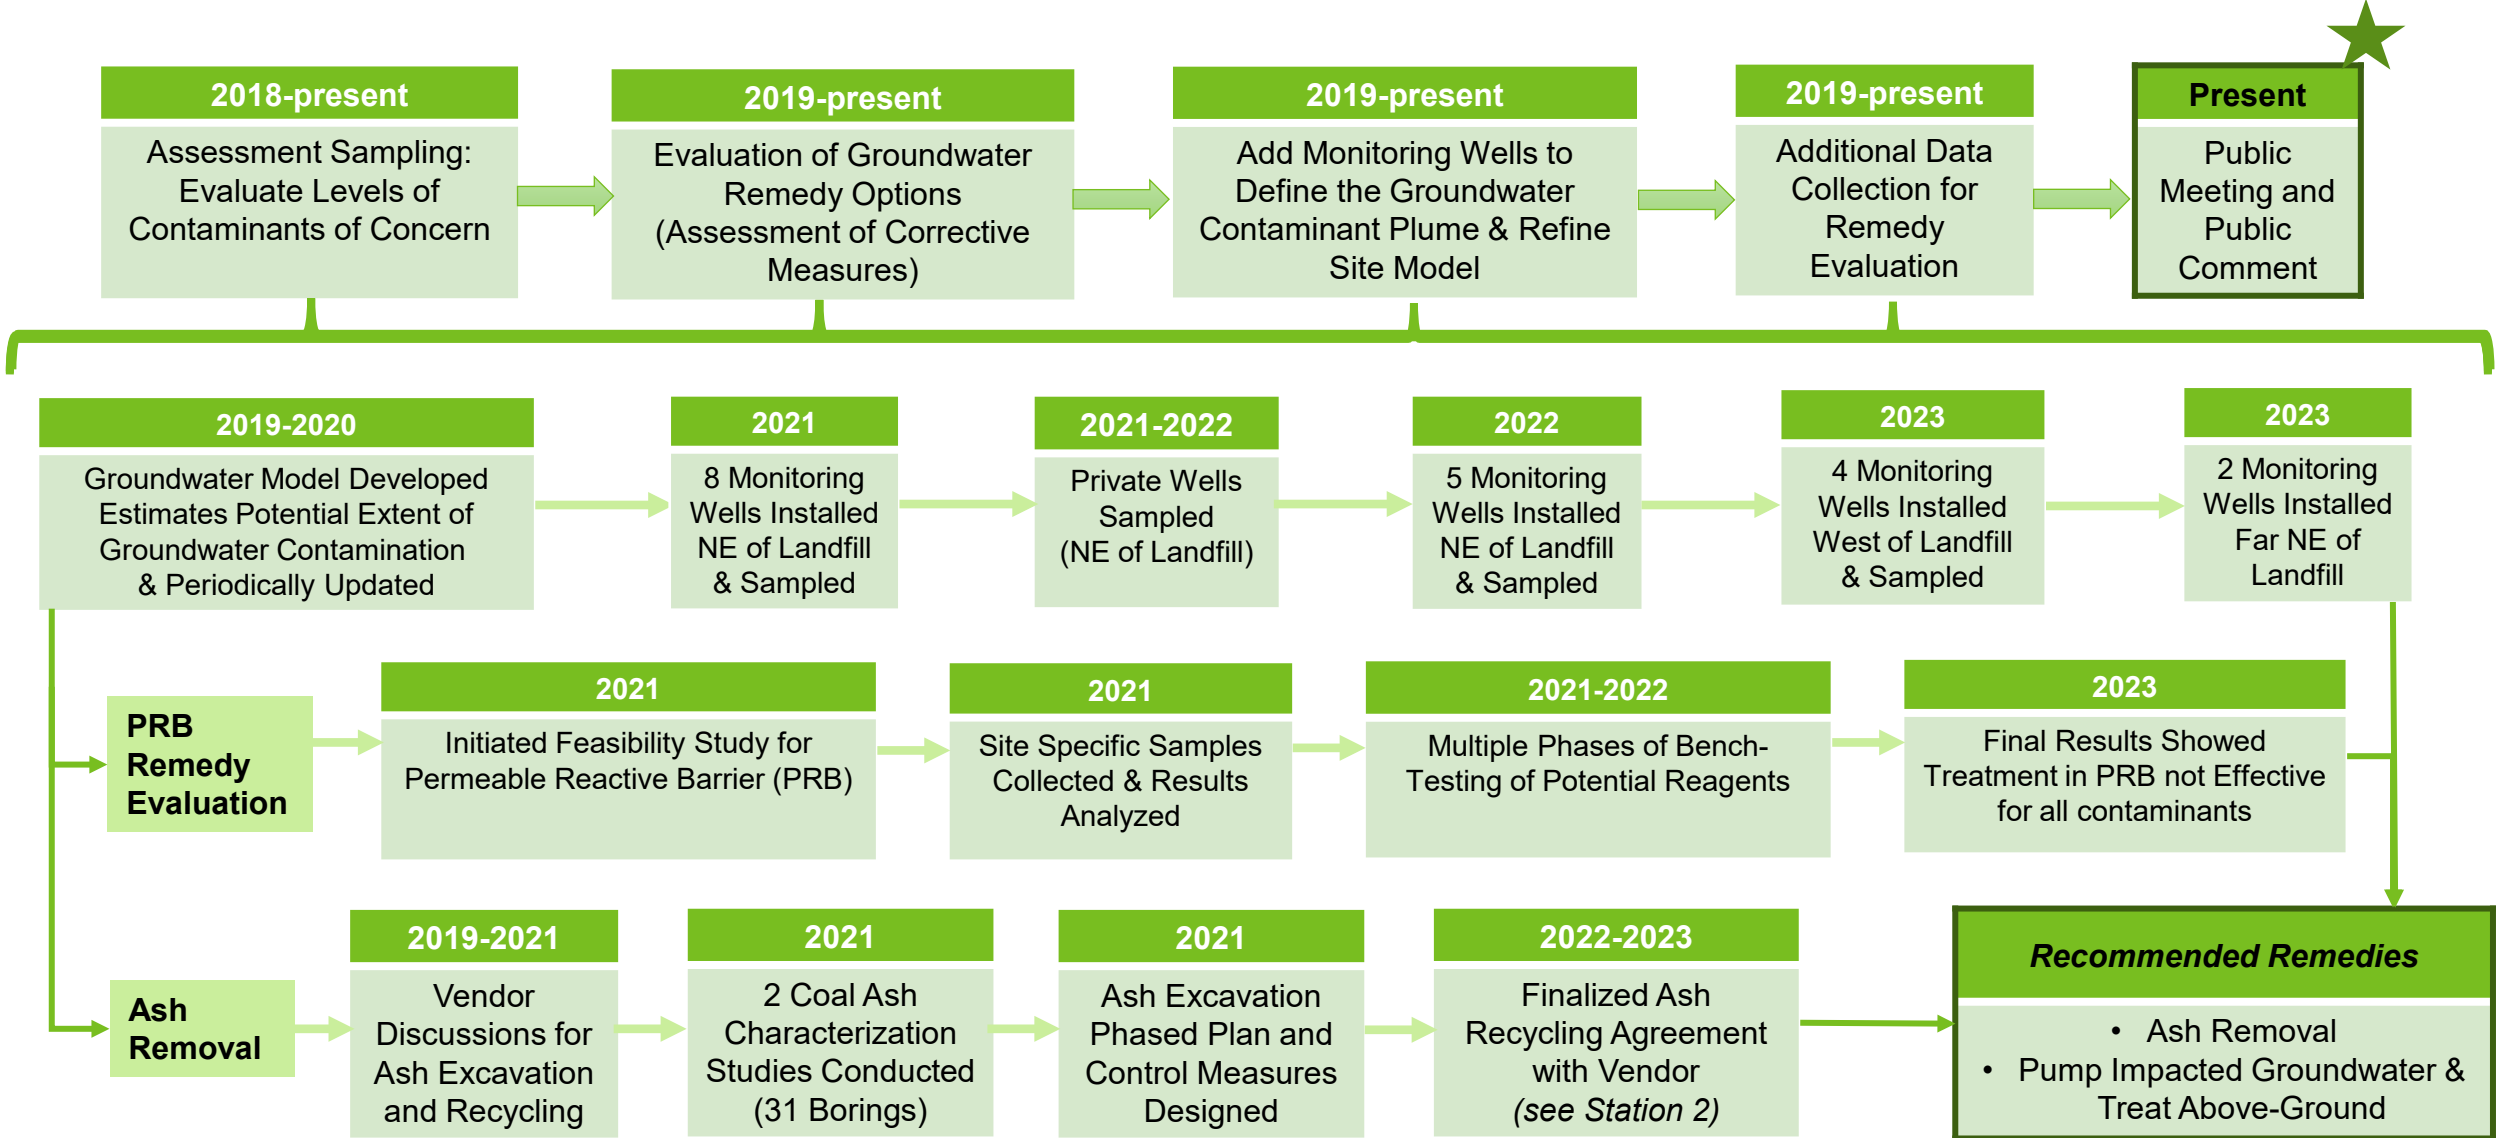 2018-present
Assessment Sampling:
Evaluate Levels of
Contaminants of Concern
2019-present
Evaluation of Groundwater
Remedy Options
(Assessment of Corrective
Measures)
2019-present
Add Monitoring Wells to
Define the Groundwater
Contaminant Plume & Refine
Site Model
2019-present
Additional Data
Collection for
Remedy
Evaluation
Present
Public
Meeting and
Public
Comment
2019-2020
Groundwater Model Developed
Estimates Potential Extent of
Groundwater Contamination
& Periodically Updated
2021
8 Monitoring
Wells Installed
NE of Landfill
& Sampled
2021-2022
Private Wells
Sampled
(NE of Landfill)
2022
5 Monitoring
Wells Installed
NE of Landfill
& Sampled
2023
4 Monitoring
Wells Installed
West of Landfill
& Sampled
2023
2 Monitoring
Wells Installed
Far NE of
Landfill
PRB
Remedy
Evaluation
2021
Initiated Feasibility Study for
Permeable Reactive Barrier (PRB)
2021
Site Specific Samples
Collected & Results
Analyzed
2021-2022
Multiple Phases of Bench-
Testing of Potential Reagents
2023
Final Results Showed
Treatment in PRB not Effective
for all contaminants
Ash
Removal
2019-2021
Vendor
Discussions for
Ash Excavation
and Recycling
2021
2 Coal Ash
Characterization
Studies Conducted
(31 Borings)
2021
Ash Excavation
Phased Plan and
Control Measures
Designed
2022-2023
Finalized Ash
Recycling Agreement
with Vendor
(see Station 2)
Recommended Remedies
• Ash Removal
• Pump Impacted Groundwater &
Treat Above-Ground